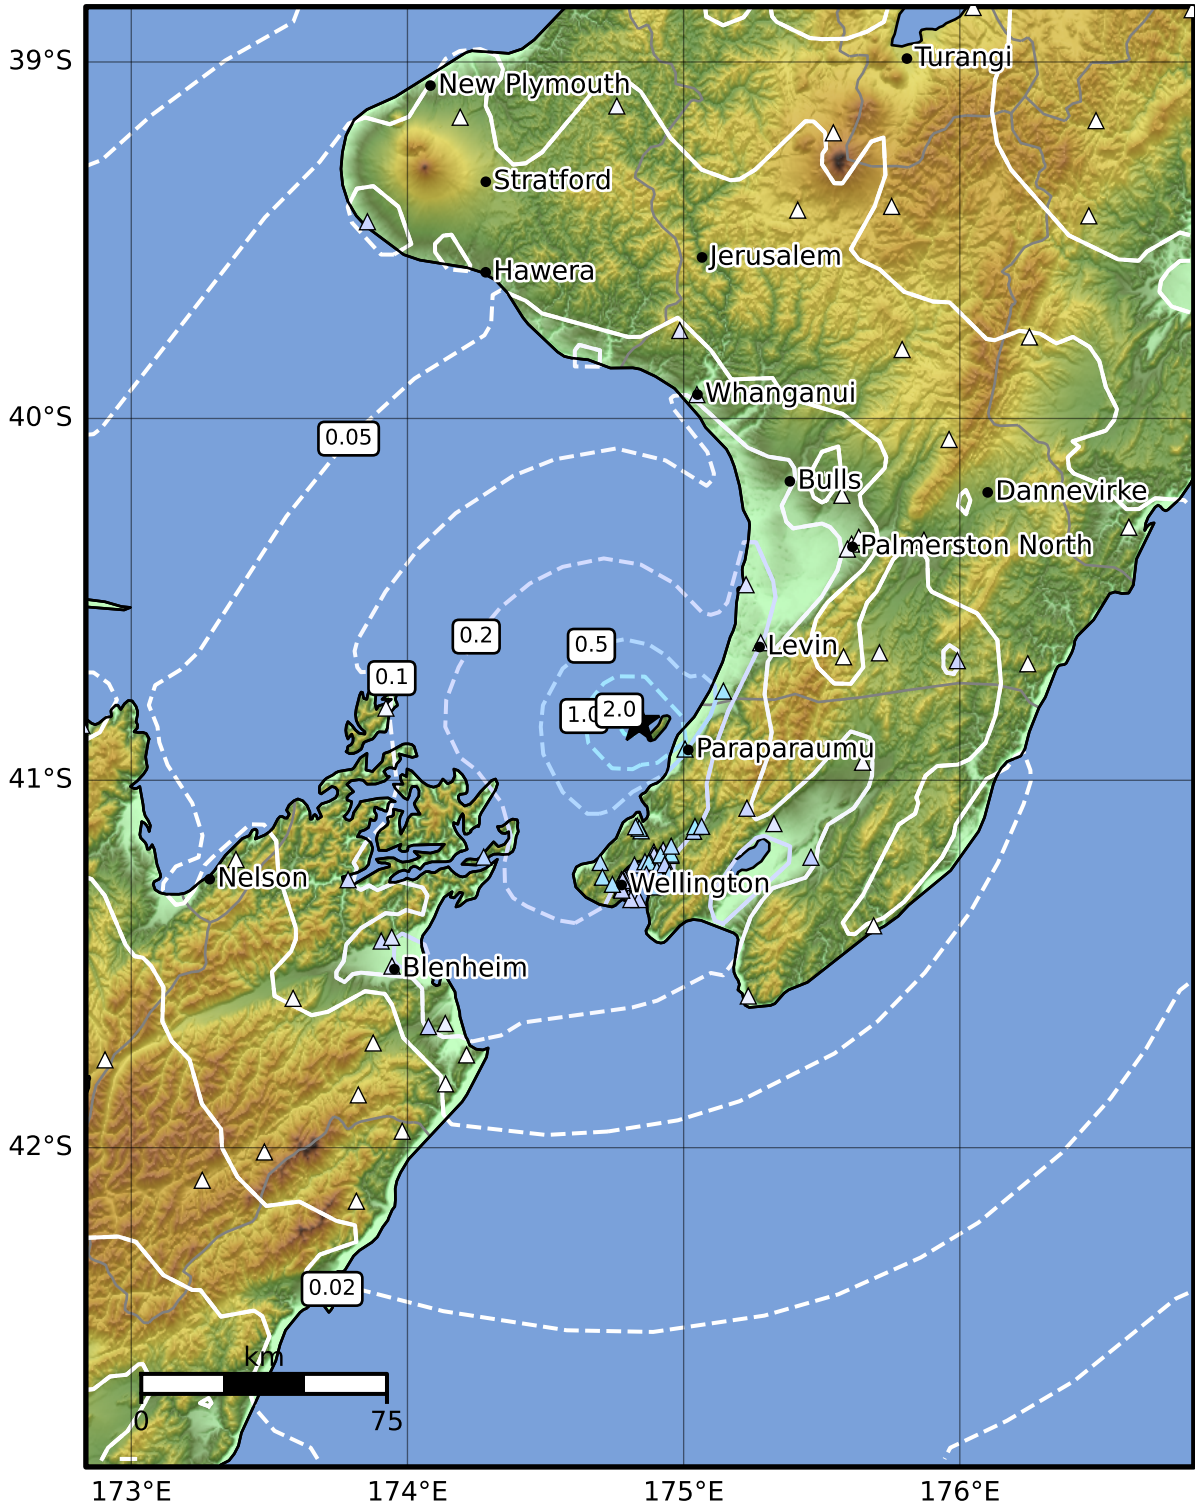 39°S
Turangi
New Plymouth
Stratford
Jerusalem
Hawera
Whanganui
40°S
0.05
Bulls
Dannevirke
Palmerston North
0.2
0.5
Levin
0.1
1.0
2.0
Paraparaumu
41°S
Nelson
Wellington
Blenheim
42°S
0.02
km
0
75
173°E
174°E
175°E
176°E